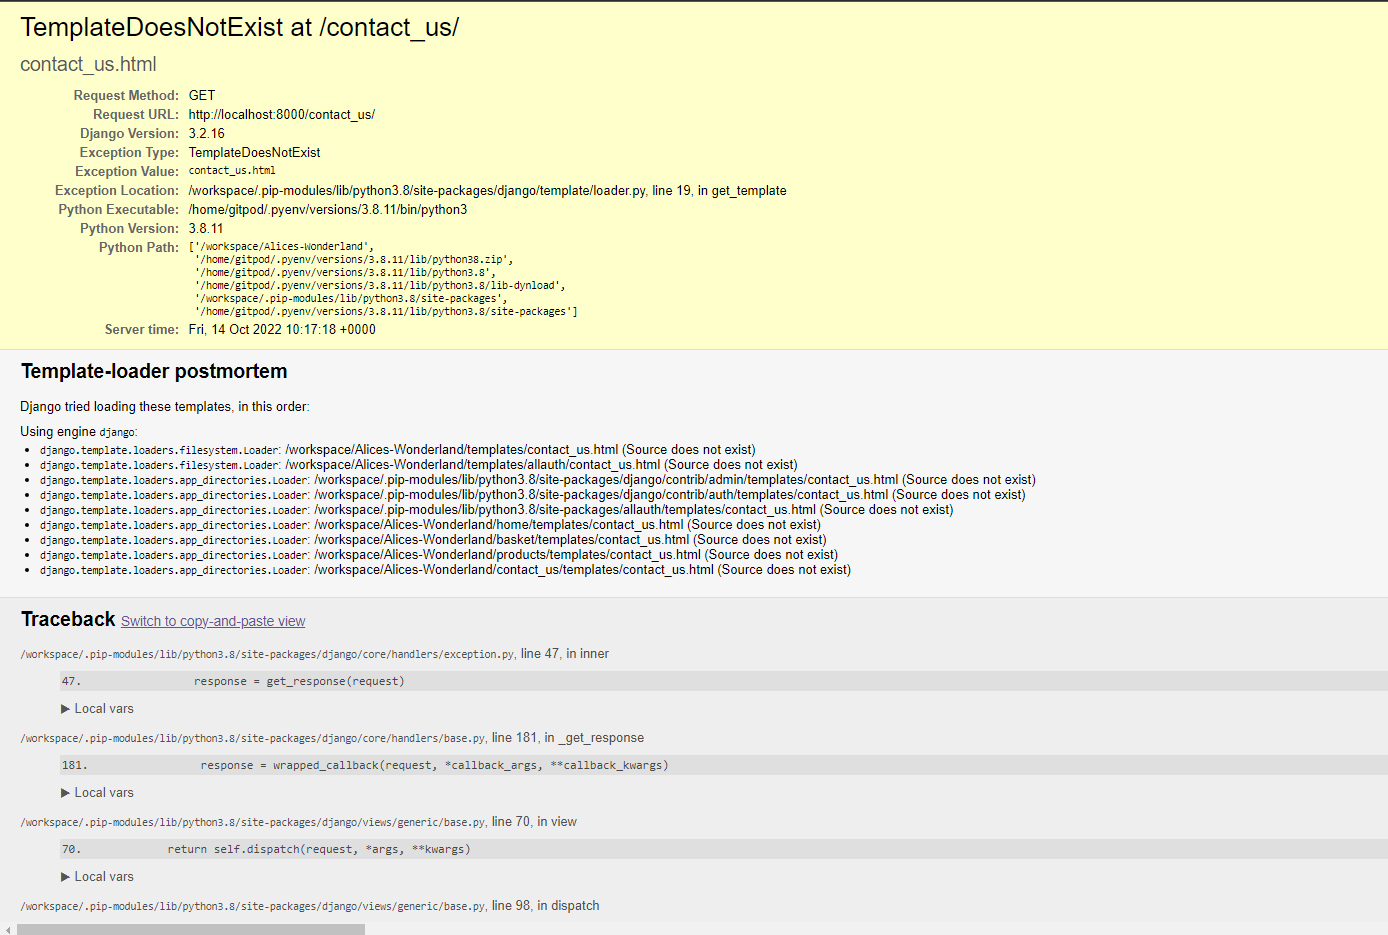 TemplateDoesNotExist at /contact_us/
contact_us.html
Request Method: GET
Request URL: http://localhost:8000/contact_us/
Django Version: 3.2.16
Exception Type: TemplateDoesNotExist
Exception Value: contact_us.html
Exception Location: /workspace/.pip-modules/lib/python3.8/site-packages/django/template/loader.py, line 19, in get_template
Python Executable: /home/gitpod/.pyenv/versions/3.8.11/bin/python3
Python Version: 3.8.11
Python Path: ['/workspace/Alices-Wonderland',
'/home/gitpod/.pyenv/versions/3.8.11/lib/python38.zip',
'/home/gitpod/.pyenv/versions/3.8.11/lib/python3.8',
'/home/gitpod/.pyenv/versions/3.8.11/lib/python3.8/lib-dynload',
'/workspace/.pip-modules/lib/python3.8/site-packages',
'/home/gitpod/.pyenv/versions/3.8.11/lib/python3.8/site-packages']
Server time: Fri, 14 Oct 2022 10:17:18 +0000
Template-loader postmortem
Django tried loading these templates, in this order:
Using engine django:
• django.template.loaders.filesystem.Loader: /workspace/Alices-Wonderland/templates/contact_us.html (Source does not exist)
• django.template.loaders.filesystem.Loader: /workspace/Alices-Wonderland/templates/allauth/contact_us.html (Source does not exist)
• django.template.loaders.app_directories.Loader: /workspace/.pip-modules/lib/python3.8/site-packages/django/contrib/admin/templates/contact_us.html (Source does not exist)
• django.template.loaders.app_directories.Loader: /workspace/.pip-modules/lib/python3.8/site-packages/django/contrib/auth/templates/contact_us.html (Source does not exist)
• django.template.loaders.app_directories.Loader: /workspace/.pip-modules/lib/python3.8/site-packages/allauth/templates/contact_us.html (Source does not exist)
• django.template.loaders.app_directories.Loader: /workspace/Alices-Wonderland/home/templates/contact_us.html (Source does not exist)
• django.template.loaders.app_directories.Loader: /workspace/Alices-Wonderland/basket/templates/contact_us.html (Source does not exist)
• django.template.loaders.app_directories.Loader: /workspace/Alices-Wonderland/products/templates/contact_us.html (Source does not exist)
• django.template.loaders.app_directories.Loader: /workspace/Alices-Wonderland/contact_us/templates/contact_us.html (Source does not exist)
Traceback Switch to copy-and-paste view
/workspace/.pip-modules/lib/python3.8/site-packages/django/core/handlers/exception.py, line 47, in inner
47. response = get_response(request)
▶ Local vars
/workspace/.pip-modules/lib/python3.8/site-packages/django/core/handlers/base.py, line 181, in _get_response
181. response = wrapped_callback(request, *callback_args, **callback_kwargs)
▶ Local vars
/workspace/.pip-modules/lib/python3.8/site-packages/django/views/generic/base.py, line 70, in view
70. return self.dispatch(request, *args, **kwargs)
▶ Local vars
/workspace/.pip-modules/lib/python3.8/site-packages/django/views/generic/base.py, line 98, in dispatch